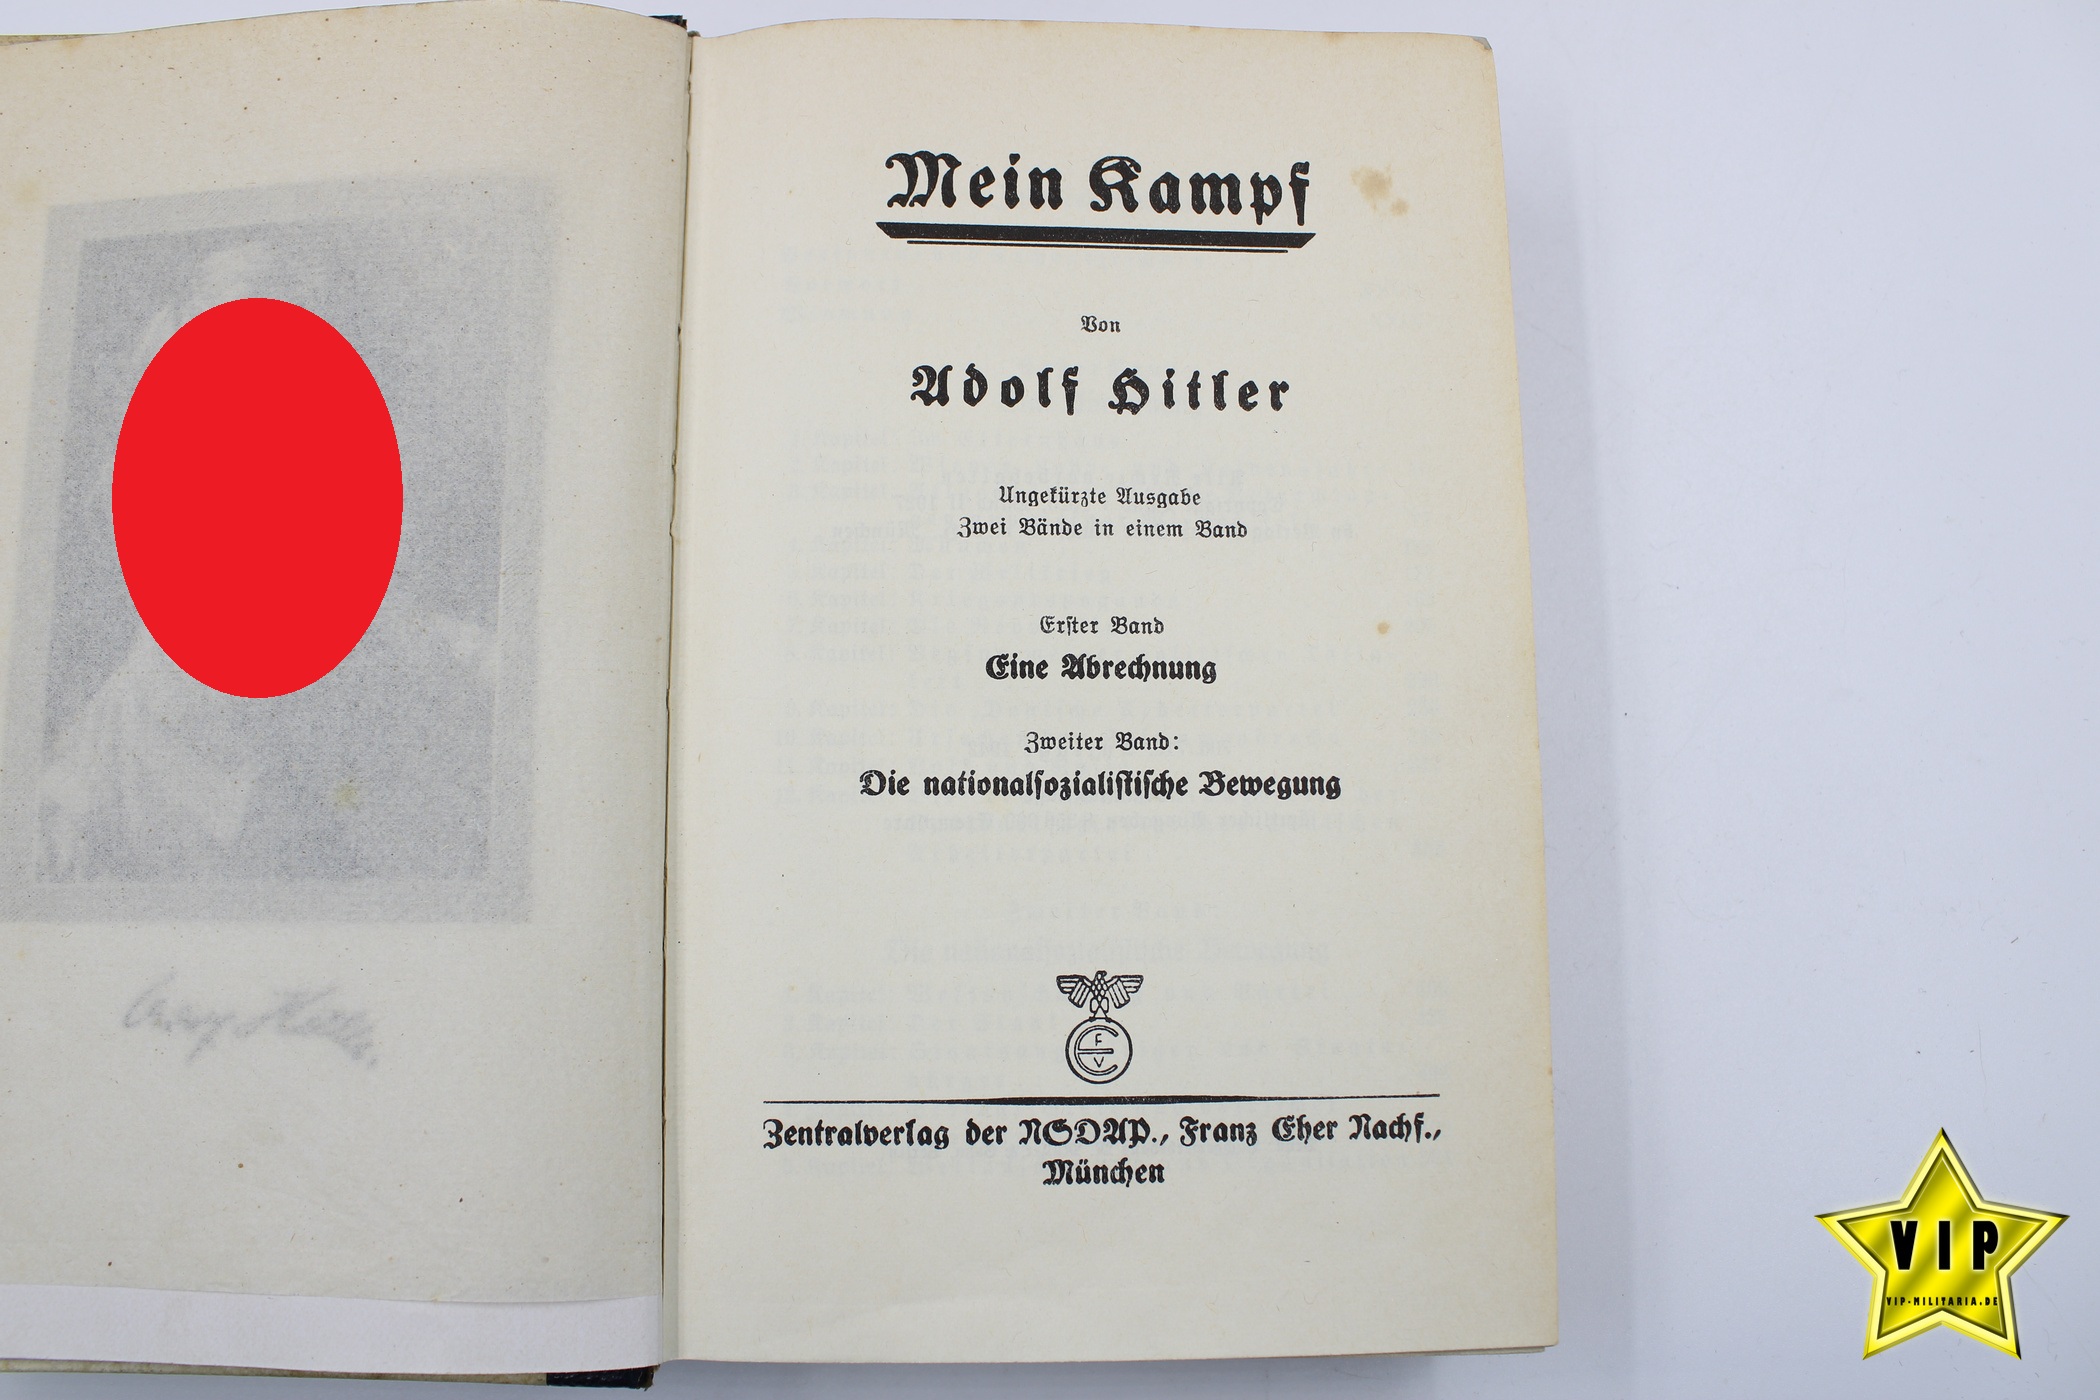 Mein Kampf
Von
Adolf Hitler
Ungekürzte Ausgabe
Zwei Bände in einem Band
Erſter Band
Eine Abrechnung
Zweiter Band:
Die nationalſozialiſtiſche Bewegung
F
V
Zentralverlag der NSDAP., Franz Eher Nachf.,
München
VIP
VIP-MILITARIA.DE